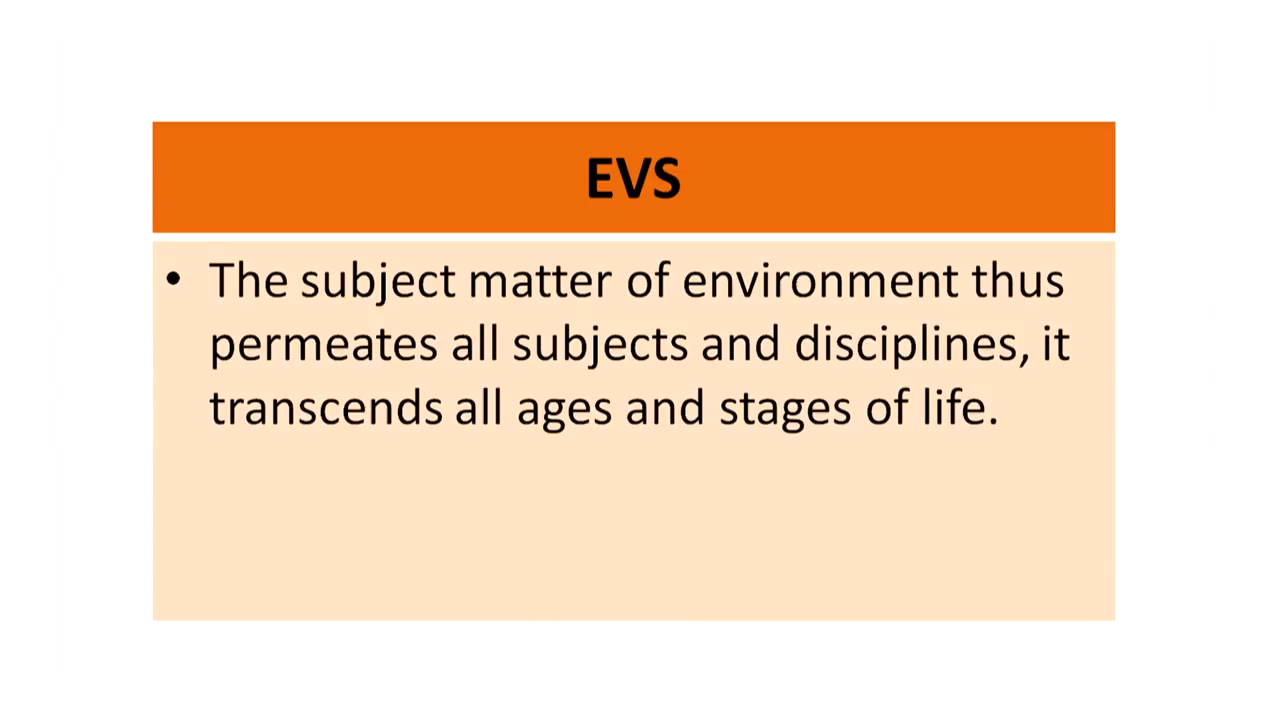 EVS
• The subject matter of environment thus
permeates all subjects and disciplines, it
transcends all ages and stages of life.